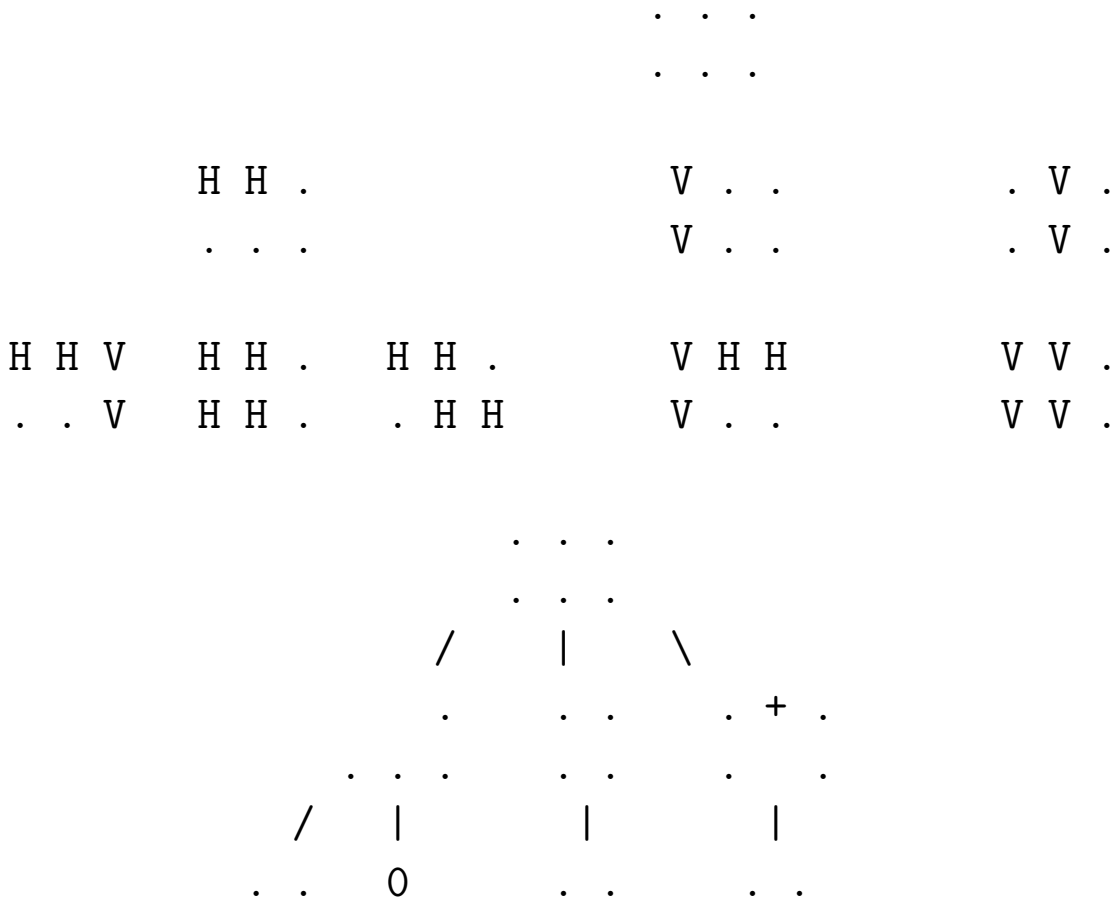 . . .
. . .
H H . V . . . V .
. . . V . . . V .
H H V H H . H H . V H H V V .
. . V H H . . H H V . . V V .
. . .
. . .
/ | \
. . . . + .
. . . . . . .
/ | | |
. . 0 . . . .